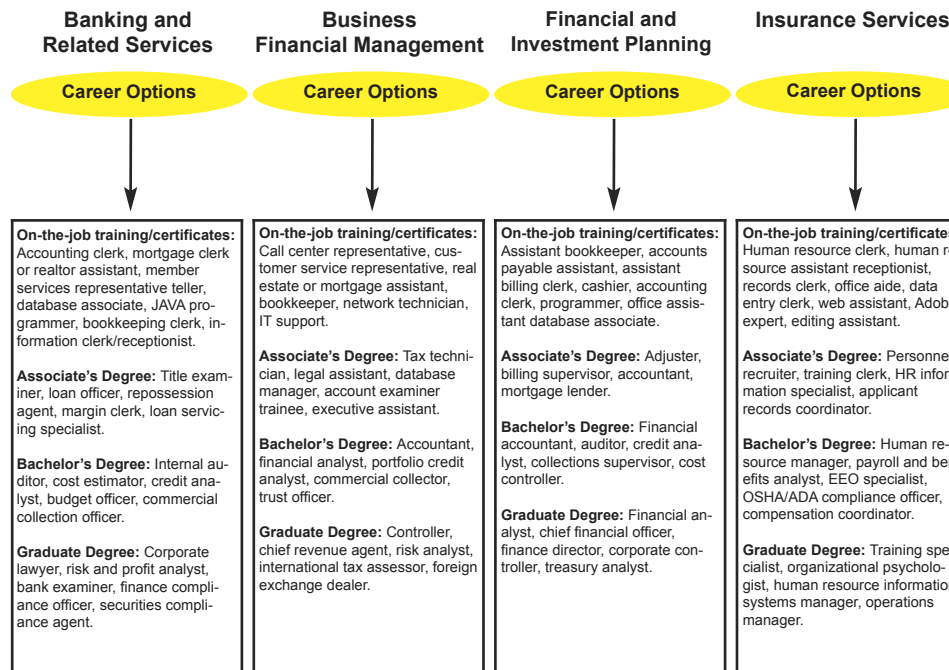 Banking and
Related Services
Career Options
On-the-job training/certificates:
Accounting clerk, mortgage clerk
or realtor assistant, member
services representative teller,
database associate, JAVA pro-
grammer, bookkeeping clerk, in-
formation clerk/receptionist.
Associate's Degree: Title exam-
iner, loan officer, repossession
agent, margin clerk, loan servic-
ing specialist.
Bachelor's Degree: Internal au-
ditor, cost estimator, credit ana-
lyst, budget officer, commercial
collection officer.
Graduate Degree: Corporate
lawyer, risk and profit analyst,
bank examiner, finance compli-
ance officer, securities compli-
ance agent.
Business
Financial Management
Career Options
On-the-job training/certificates:
Call center representative, cus-
tomer service representative, real
estate or mortgage assistant,
bookkeeper, network technician,
IT support.
Associate's Degree: Tax techni-
cian, legal assistant, database
manager, account examiner
trainee, executive assistant.
Bachelor's Degree: Accountant,
financial analyst, portfolio credit
analyst, commercial collector,
trust officer.
Graduate Degree: Controller,
chief revenue agent, risk analyst,
international tax assessor, foreign
exchange dealer.
Financial and
Investment Planning
Career Options
On-the-job training/certificates:
Assistant bookkeeper, accounts
payable assistant, assistant
billing clerk, cashier, accounting
clerk, programmer, office assis-
tant database associate.
Associate's Degree: Adjuster,
billing supervisor, accountant,
mortgage lender.
Bachelor's Degree: Financial
accountant, auditor, credit ana-
lyst, collections supervisor, cost
controller.
Graduate Degree: Financial an-
alyst, chief financial officer,
finance director, corporate con-
troller, treasury analyst.
Insurance Services
Career Options
On-the-job training/certificates
Human resource clerk, human re
source assistant receptionist,
records clerk, office aide, data
entry clerk, web assistant, Adob
expert, editing assistant.
Associate's Degree: Personne
recruiter, training clerk, HR infor
mation specialist, applicant
records coordinator.
Bachelor's Degree: Human re-
source manager, payroll and ben
efits analyst, EEO specialist,
OSHA/ADA compliance officer,
compensation coordinator.
Graduate Degree: Training spe
cialist, organizational psycholo-
gist, human resource information
systems manager, operations
manager.